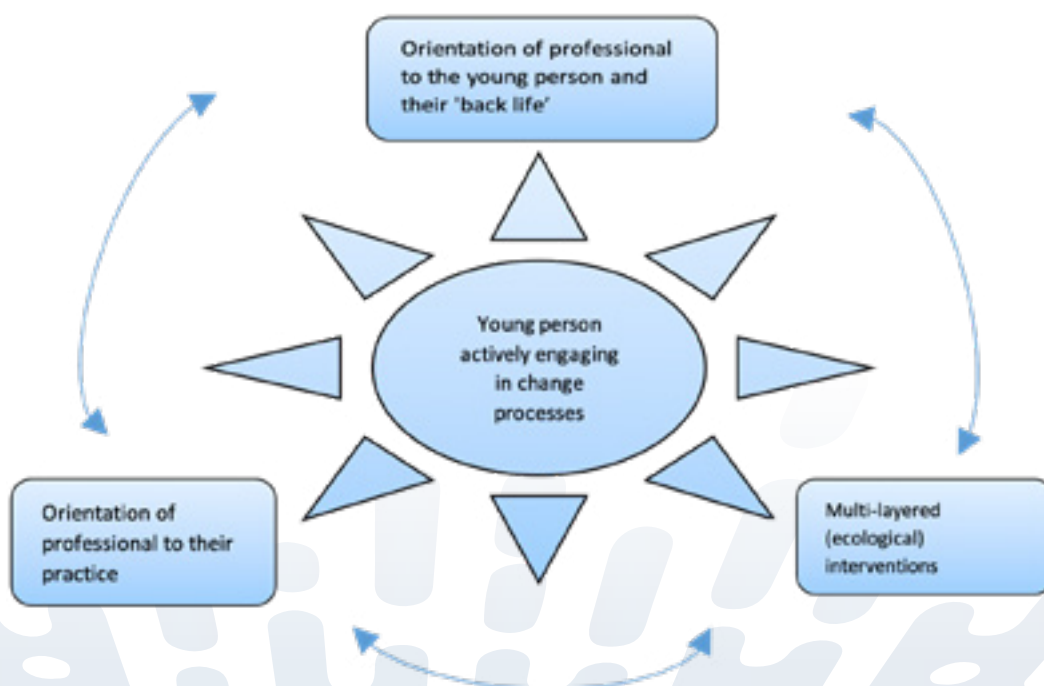 Orientation of professional
to the young person and
their 'back life'
Young person
actively engaging
in change
processes
Orientation of
professional to their
practice
Multi-layered
(ecological)
interventions